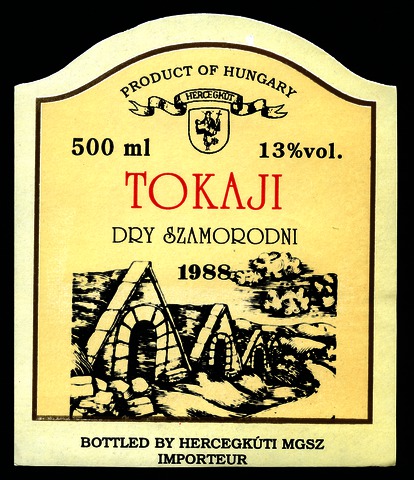 PRODUCT OF HUNGARY
HERCEGKÚT
500 ml
13%vol.
TOKAJI
DRY SZAMORODNI
1988
BOTTLED BY HERCEGKÚTI MGSZ
IMPORTEUR